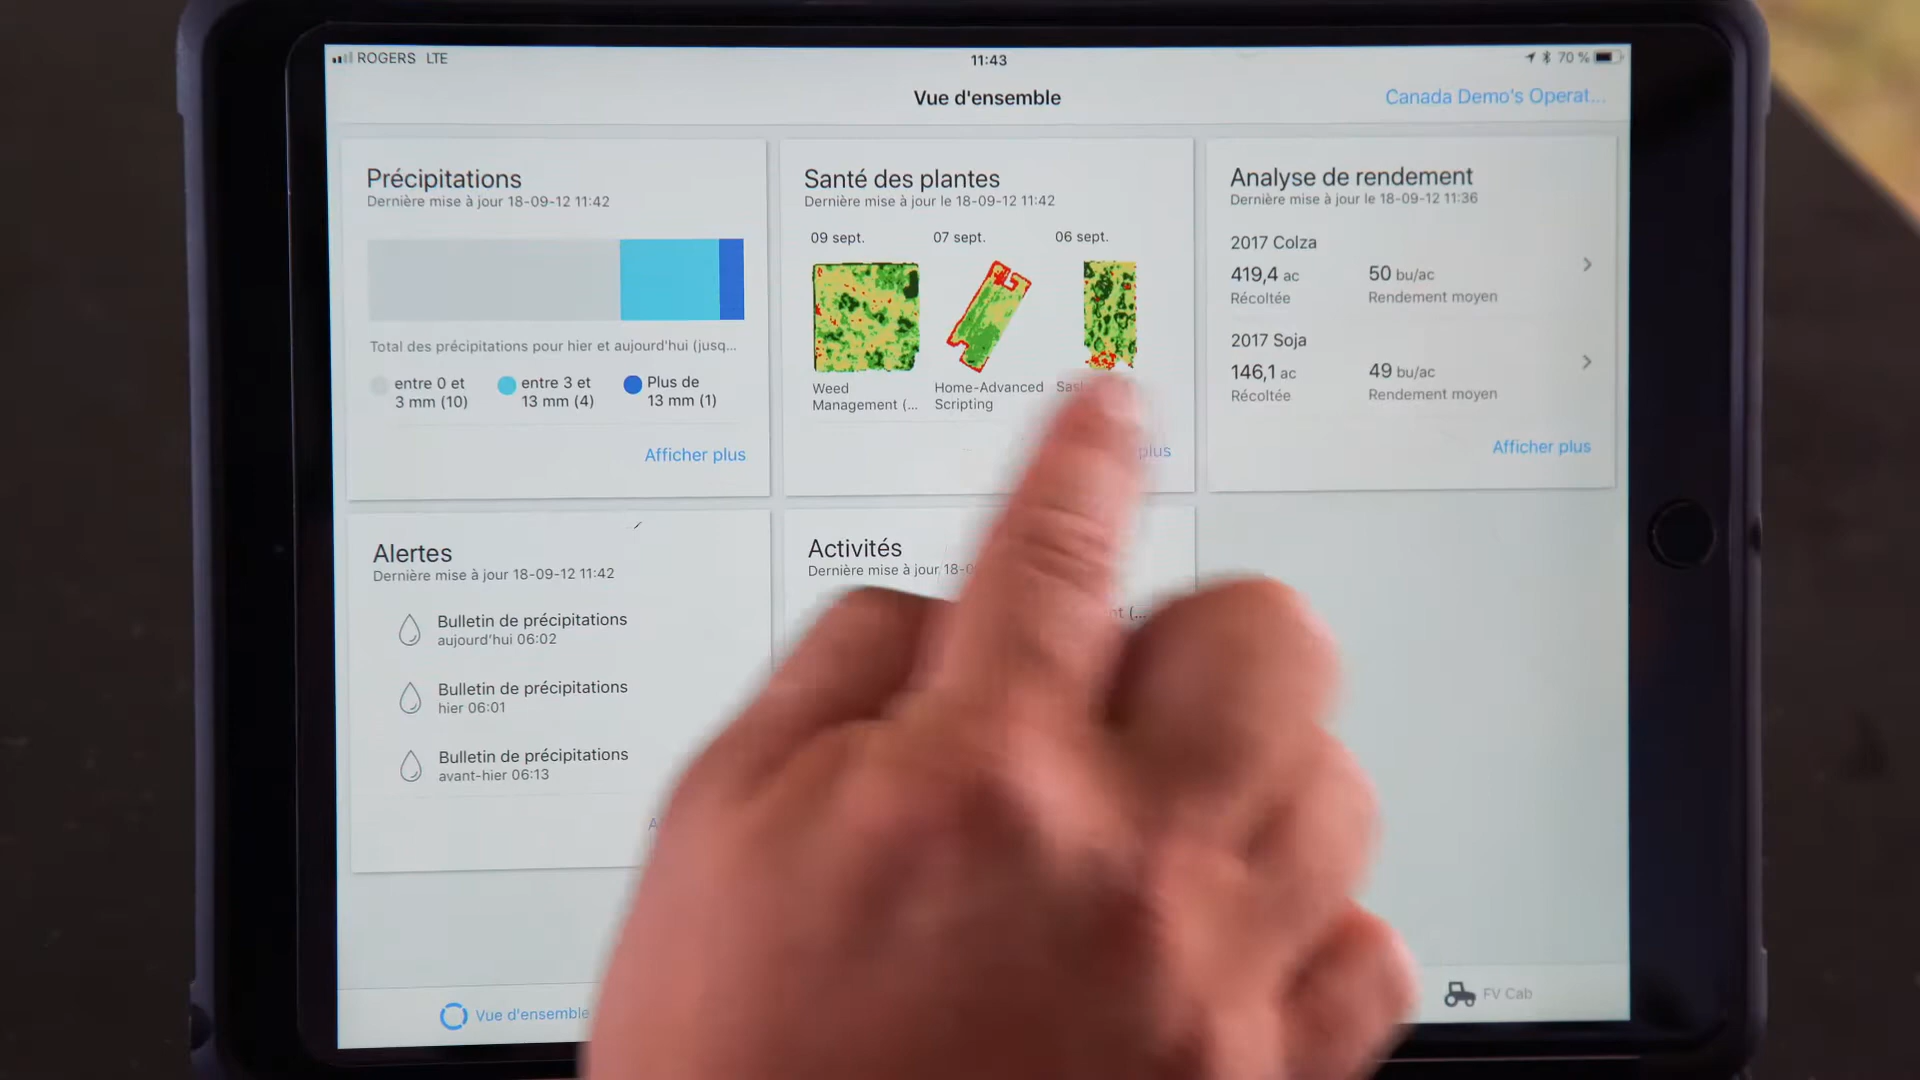 ROGERS LTE
11:43
70 %
Vue d'ensemble
Canada Demo's Operat...
Précipitations
Dernière mise à jour 18-09-12 11:42
Total des précipitations pour hier et aujourd'hui (jusq...
entre 0 et
3 mm (10)
entre 3 et
13 mm (4)
Plus de
13 mm (1)
Afficher plus
Santé des plantes
Dernière mise à jour le 18-09-12 11:42
09 sept.
07 sept.
06 sept.
Weed
Management (...
Home-Advanced
Scripting
plus
Analyse de rendement
Dernière mise à jour le 18-09-12 11:36
2017 Colza
419,4 ac
50 bu/ac
Récoltée
Rendement moyen
2017 Soja
146,1 ac
49 bu/ac
Récoltée
Rendement moyen
Afficher plus
Alertes
Dernière mise à jour 18-09-12 11:42
Bulletin de précipitations
aujourd'hui 06:02
Bulletin de précipitations
hier 06:01
Bulletin de précipitations
avant-hier 06:13
Activités
Dernière mise à jour
Vue d'ensemble
FV Cab